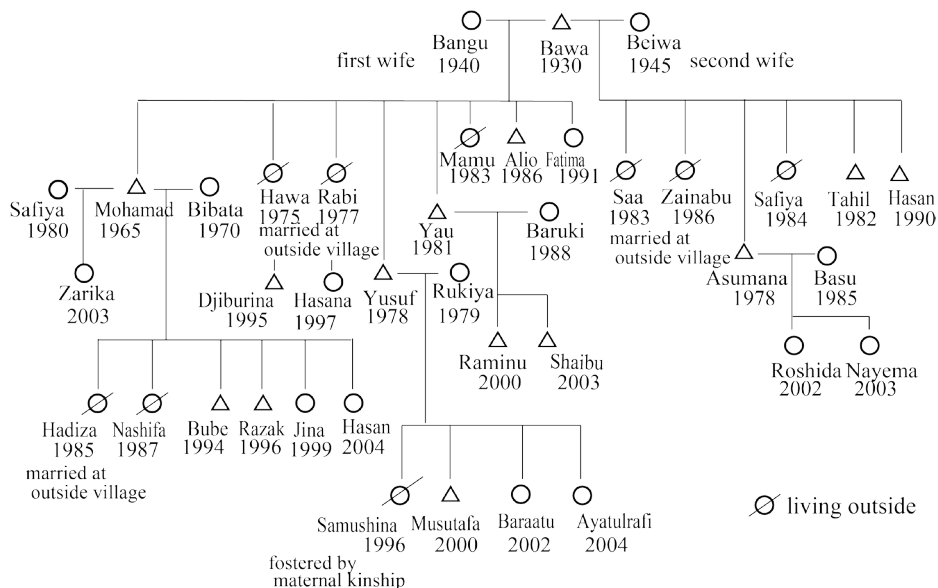 Bangu
1940
Bawa
1930
Beiwa
1945
first wife
second wife
Mamu
1983
Alio
1986
Fatima
1991
Safiya
1980
Mohamad
1965
Bibata
1970
Hawa
1975
Rabi
1977
married at
outside village
Yau
1981
Baruki
1988
Saa
1983
married at
outside village
Zainabu
1986
Safiya
1984
Tahil
1982
Hasan
1990
Zarika
2003
Djiburina
1995
Hasana
1997
Yusuf
1978
Rukiya
1979
Asumana
1978
Basu
1985
Raminu
2000
Shaibu
2003
Roshida
2002
Nayema
2003
Hadiza
1985
married at
outside village
Nashifa
1987
Bube
1994
Razak
1996
Jina
1999
Hasan
2004
Samushina
1996
fostered by
maternal kinship
Musutafa
2000
Baraatu
2002
Ayatulrafi
2004
living outside